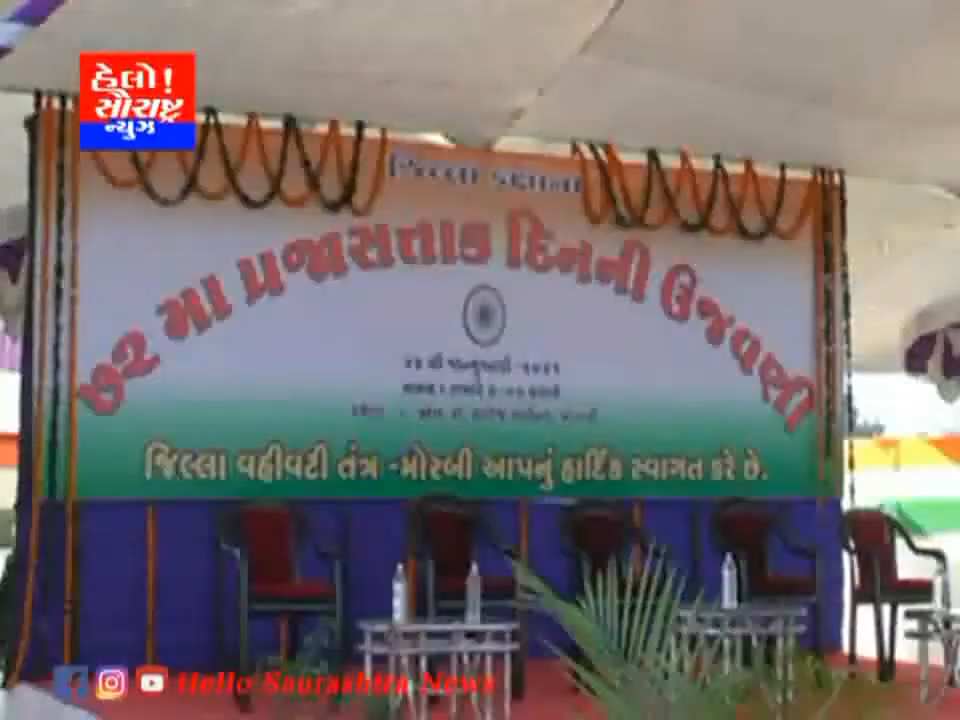 હેલો!
સૌરાષ્ટ્ર
ન્યુઝ
જિલ્લા કક્ષાના
૭૨ મા પ્રજાસત્તાક દિનની ઉજવણી
જિલ્લા વહીવટી તંત્ર - મોરબી આપનું હાર્દિક સ્વાગત કરે છે.
Hello Saurashtra News